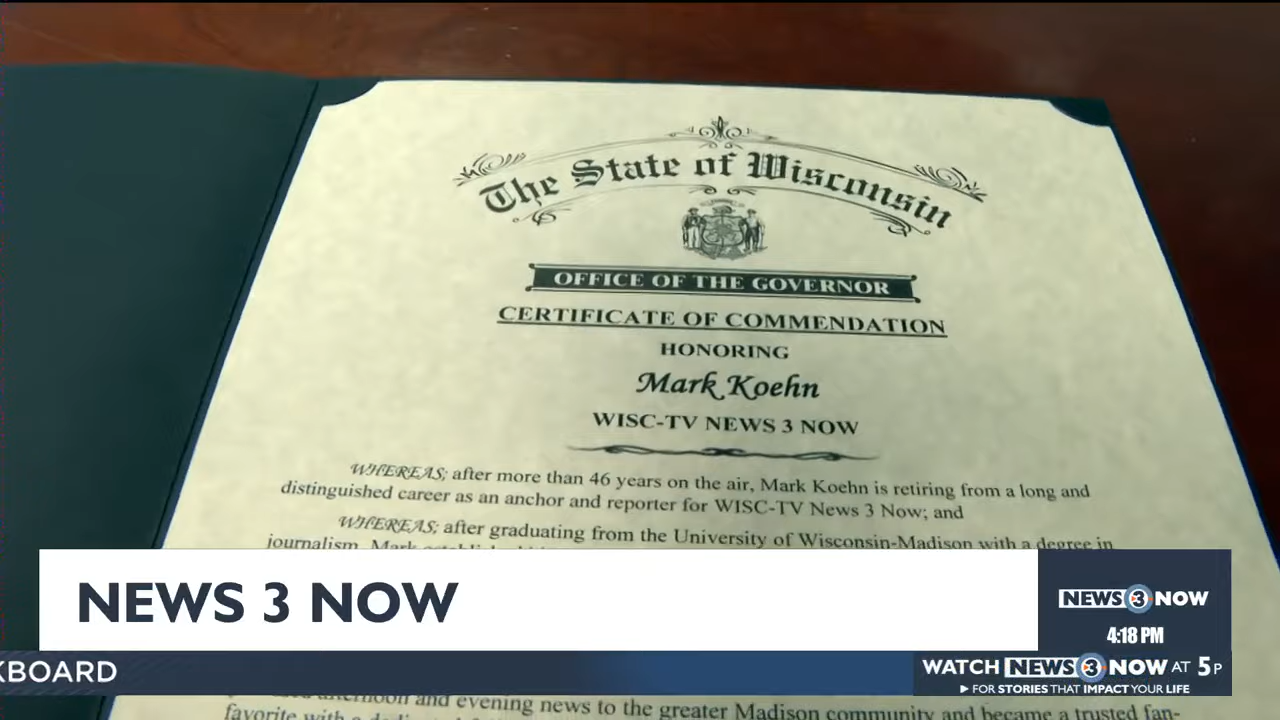 The State of Wisconsin
OFFICE OF THE GOVERNOR
CERTIFICATE OF COMMENDATION
HONORING
Mark Koehn
WISC-TV NEWS 3 NOW
WHEREAS; after more than 46 years on the air, Mark Koehn is retiring from a long and
distinguished career as an anchor and reporter for WISC-TV News 3 Now; and
WHEREAS; after graduating from the University of Wisconsin-Madison with a degree in
journalism, Mark
NEWS 3 NOW
NEWS 3 NOW
4:18 PM
KBOARD
WATCH NEWS 3 NOW AT 5P
▶ FOR STORIES THAT IMPACT YOUR LIFE
afternoon and evening news to the greater Madison community and became a trusted fan-
favorite with a